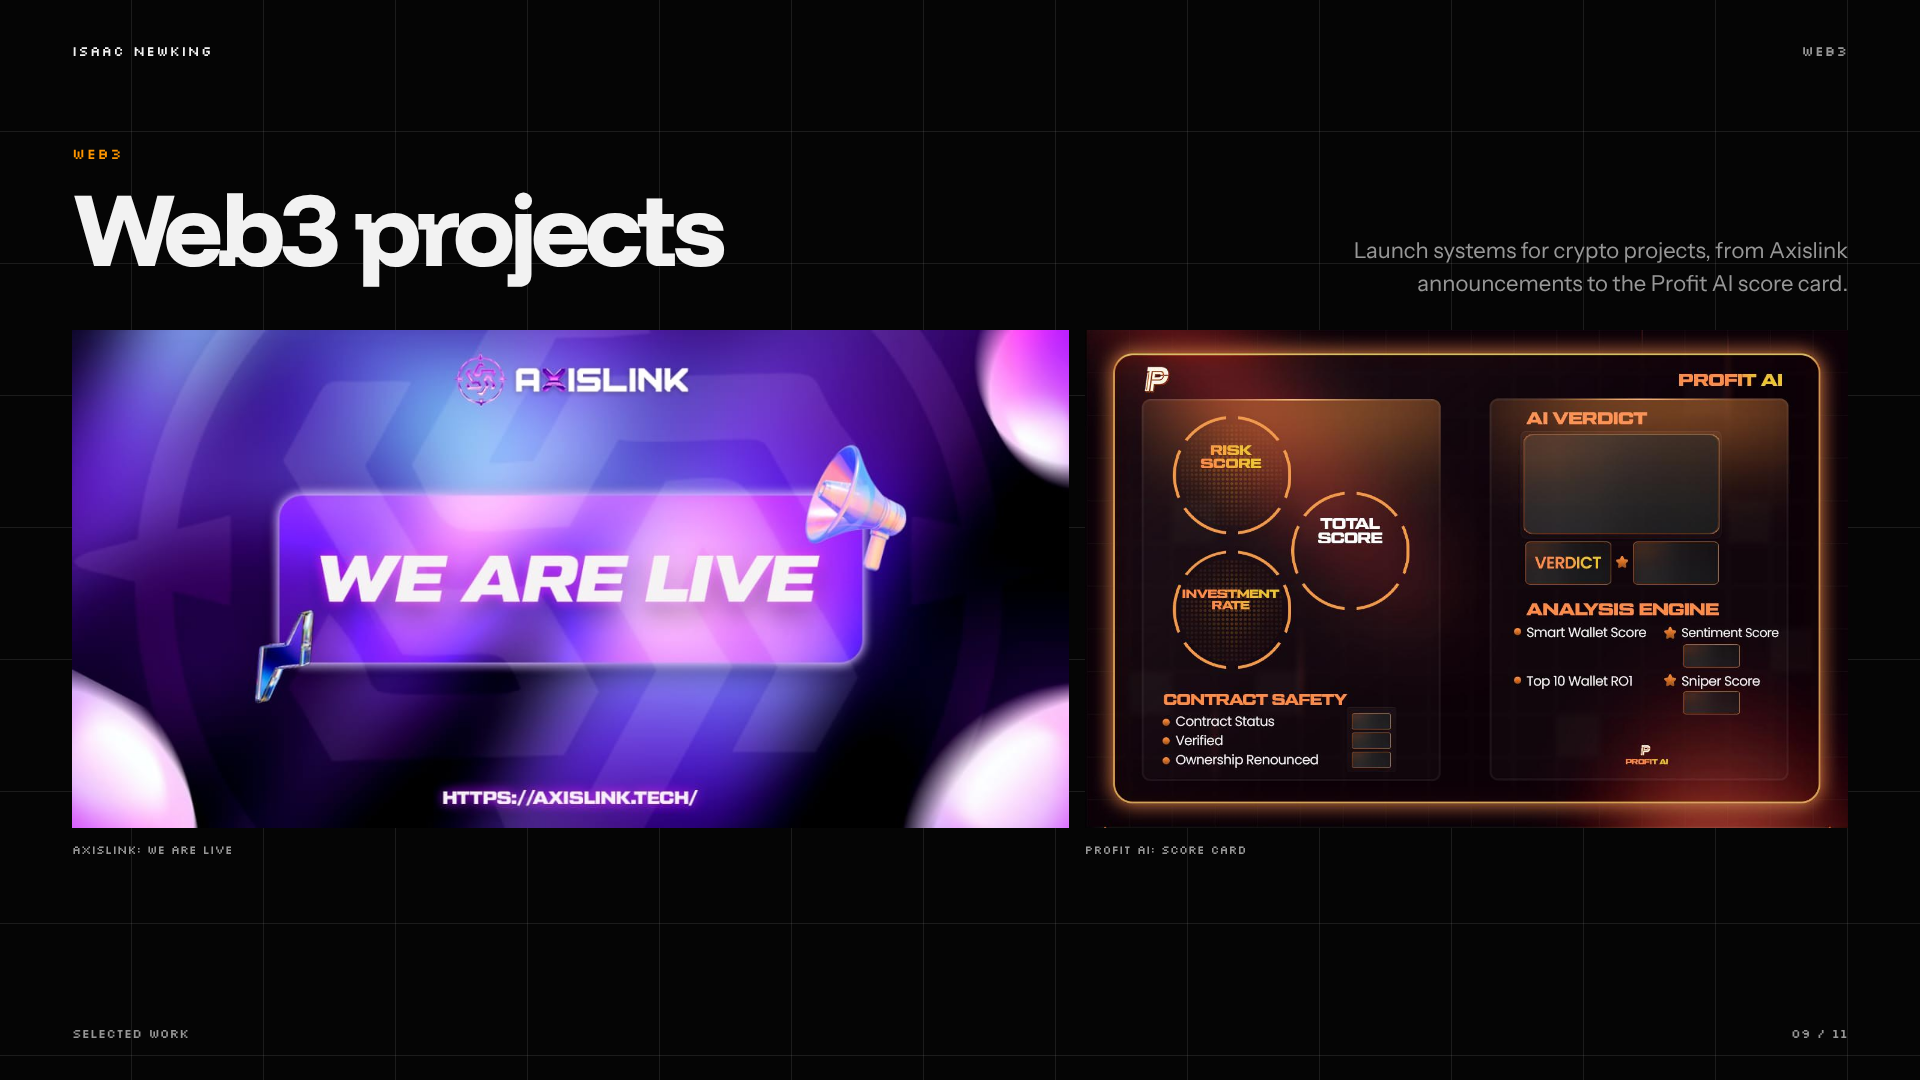 ISAAC NEWKING
WEB3
WEB3
Web3 projects
Launch systems for crypto projects, from Axislink
announcements to the Profit AI score card.
AXISLINK
WE ARE LIVE
HTTPS://AXISLINK.TECH/
PROFIT AI
RISK
SCORE
TOTAL
SCORE
INVESTMENT
RATE
CONTRACT SAFETY
Contract Status
Verified
Ownership Renounced
AI VERDICT
VERDICT
ANALYSIS ENGINE
Smart Wallet Score
Sentiment Score
Top 10 Wallet RO1
Sniper Score
PROFIT AI
AXISLINK: WE ARE LIVE
PROFIT AI: SCORE CARD
SELECTED WORK
09 / 11